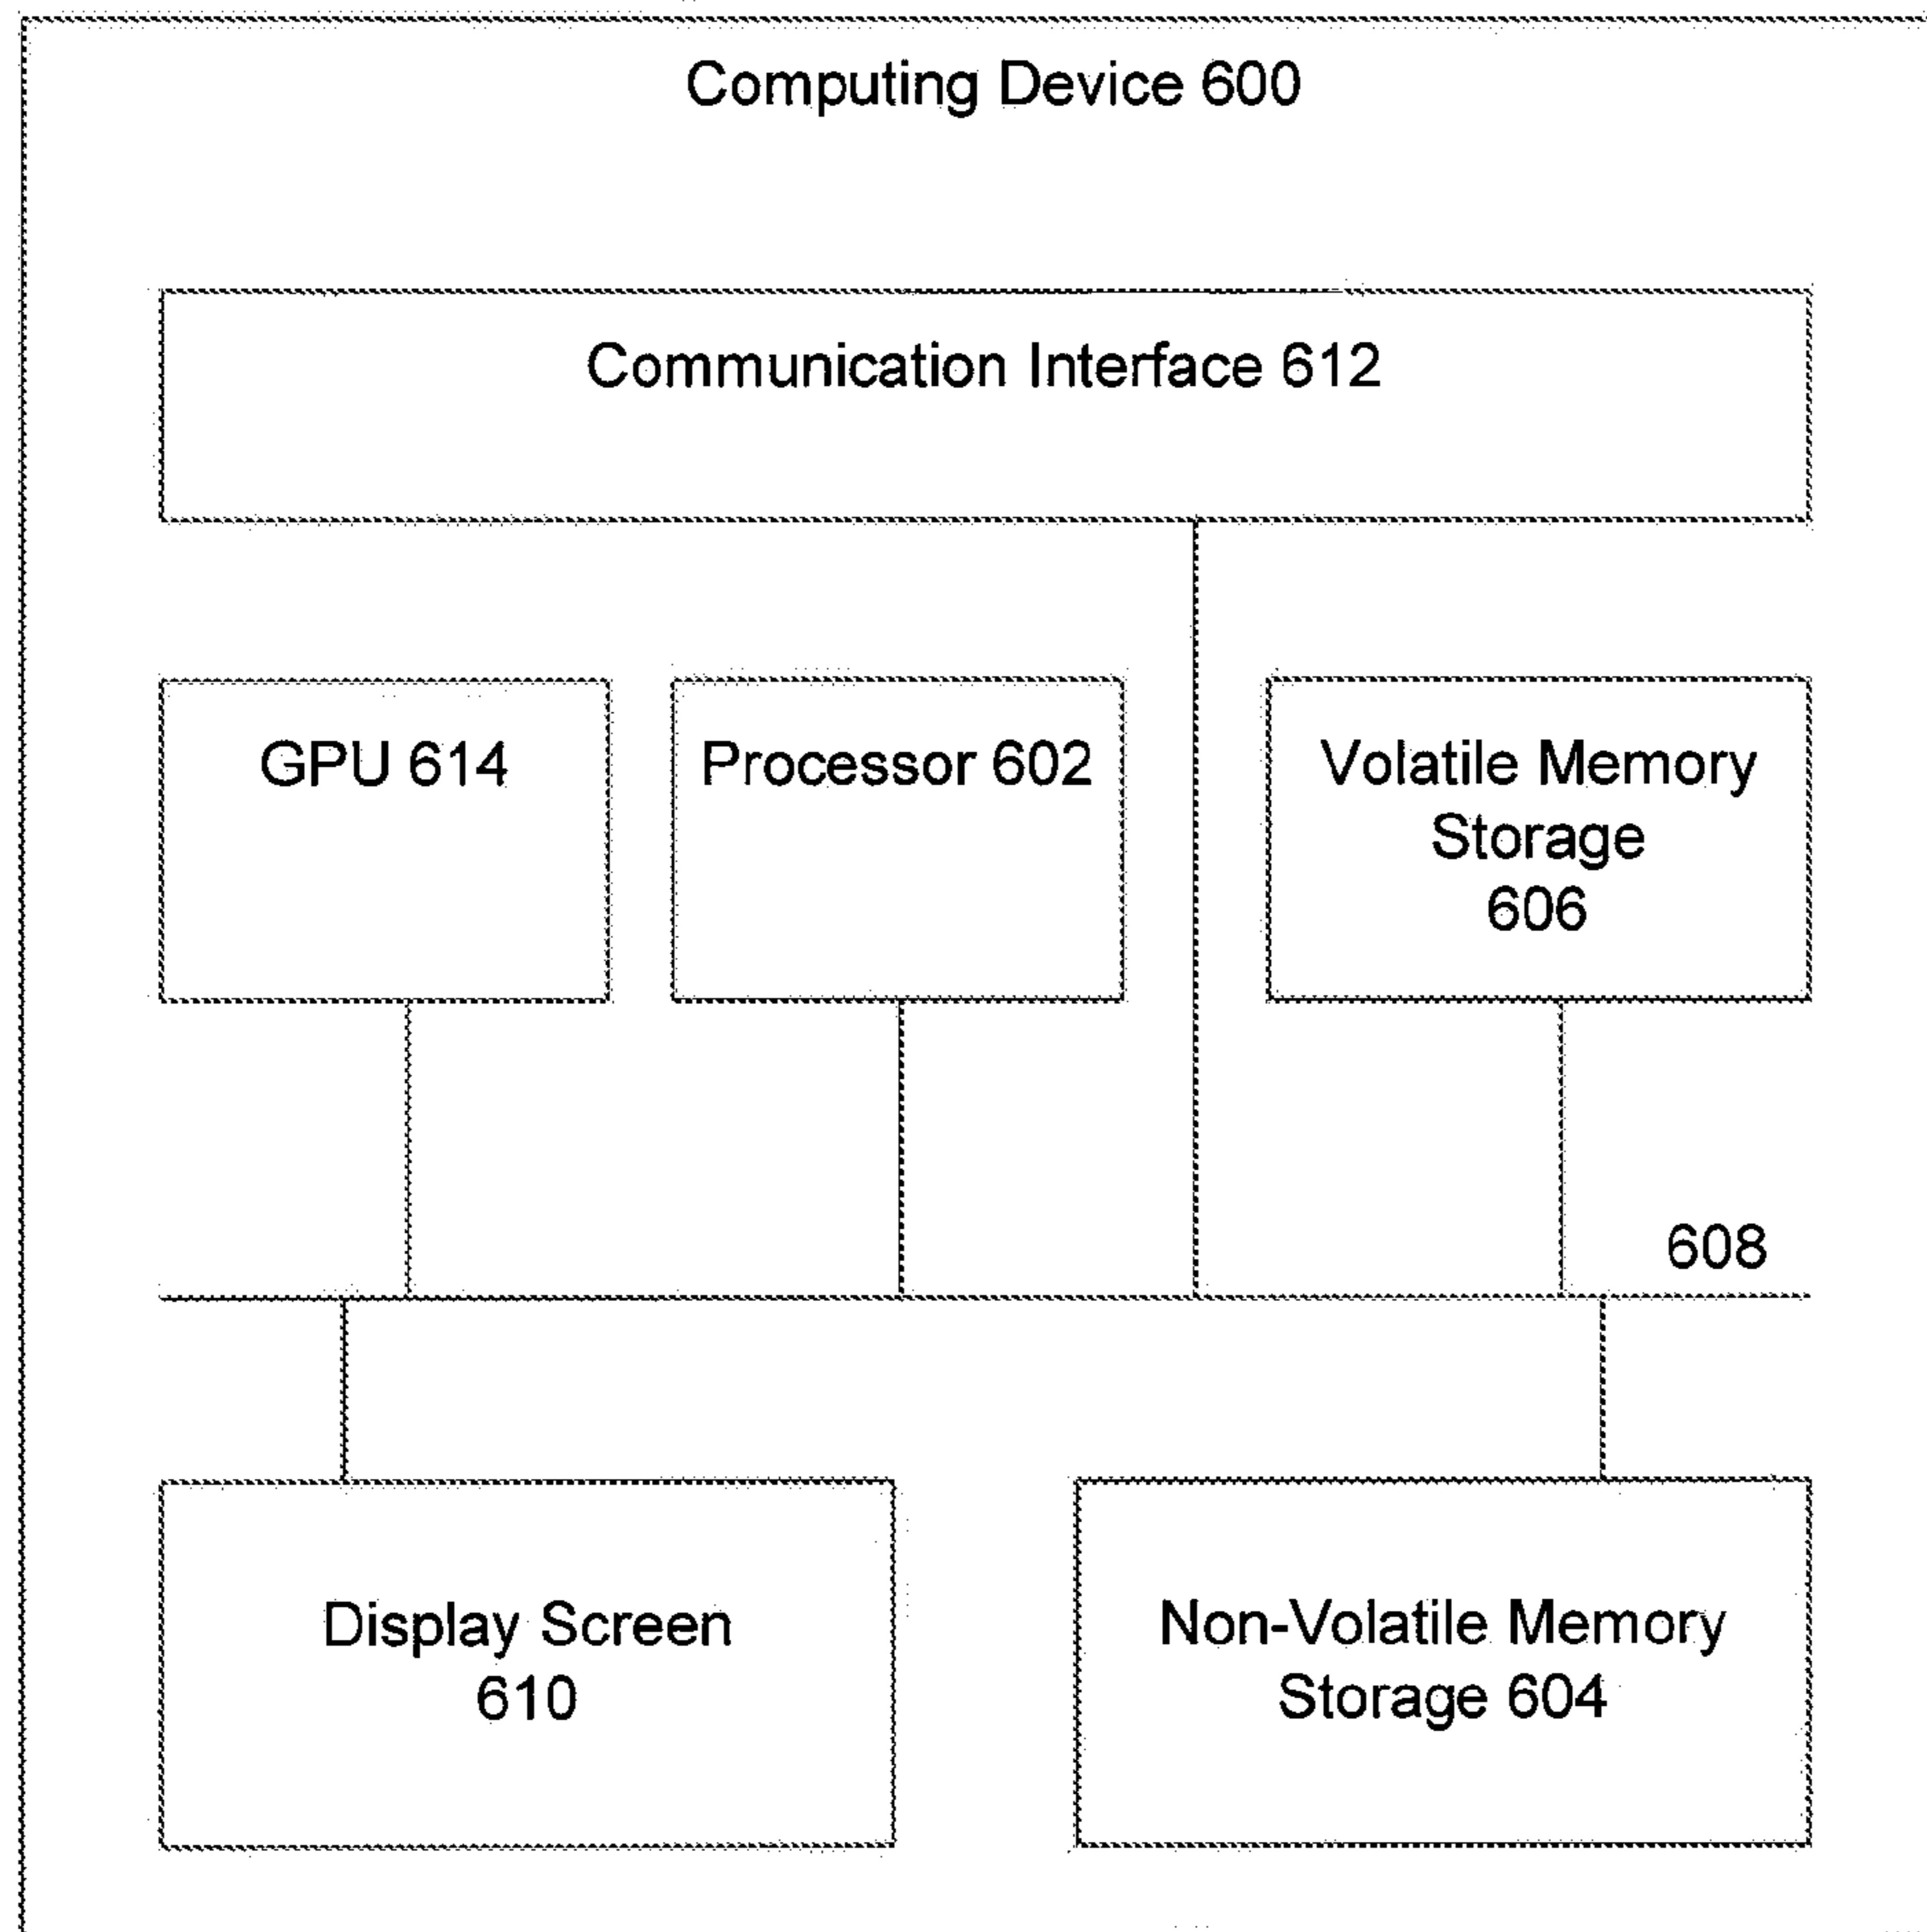 Computing Device 600
Communication Interface 612
GPU 614
Processor 602
Volatile Memory
Storage
606
608
Display Screen
610
Non-Volatile Memory
Storage 604